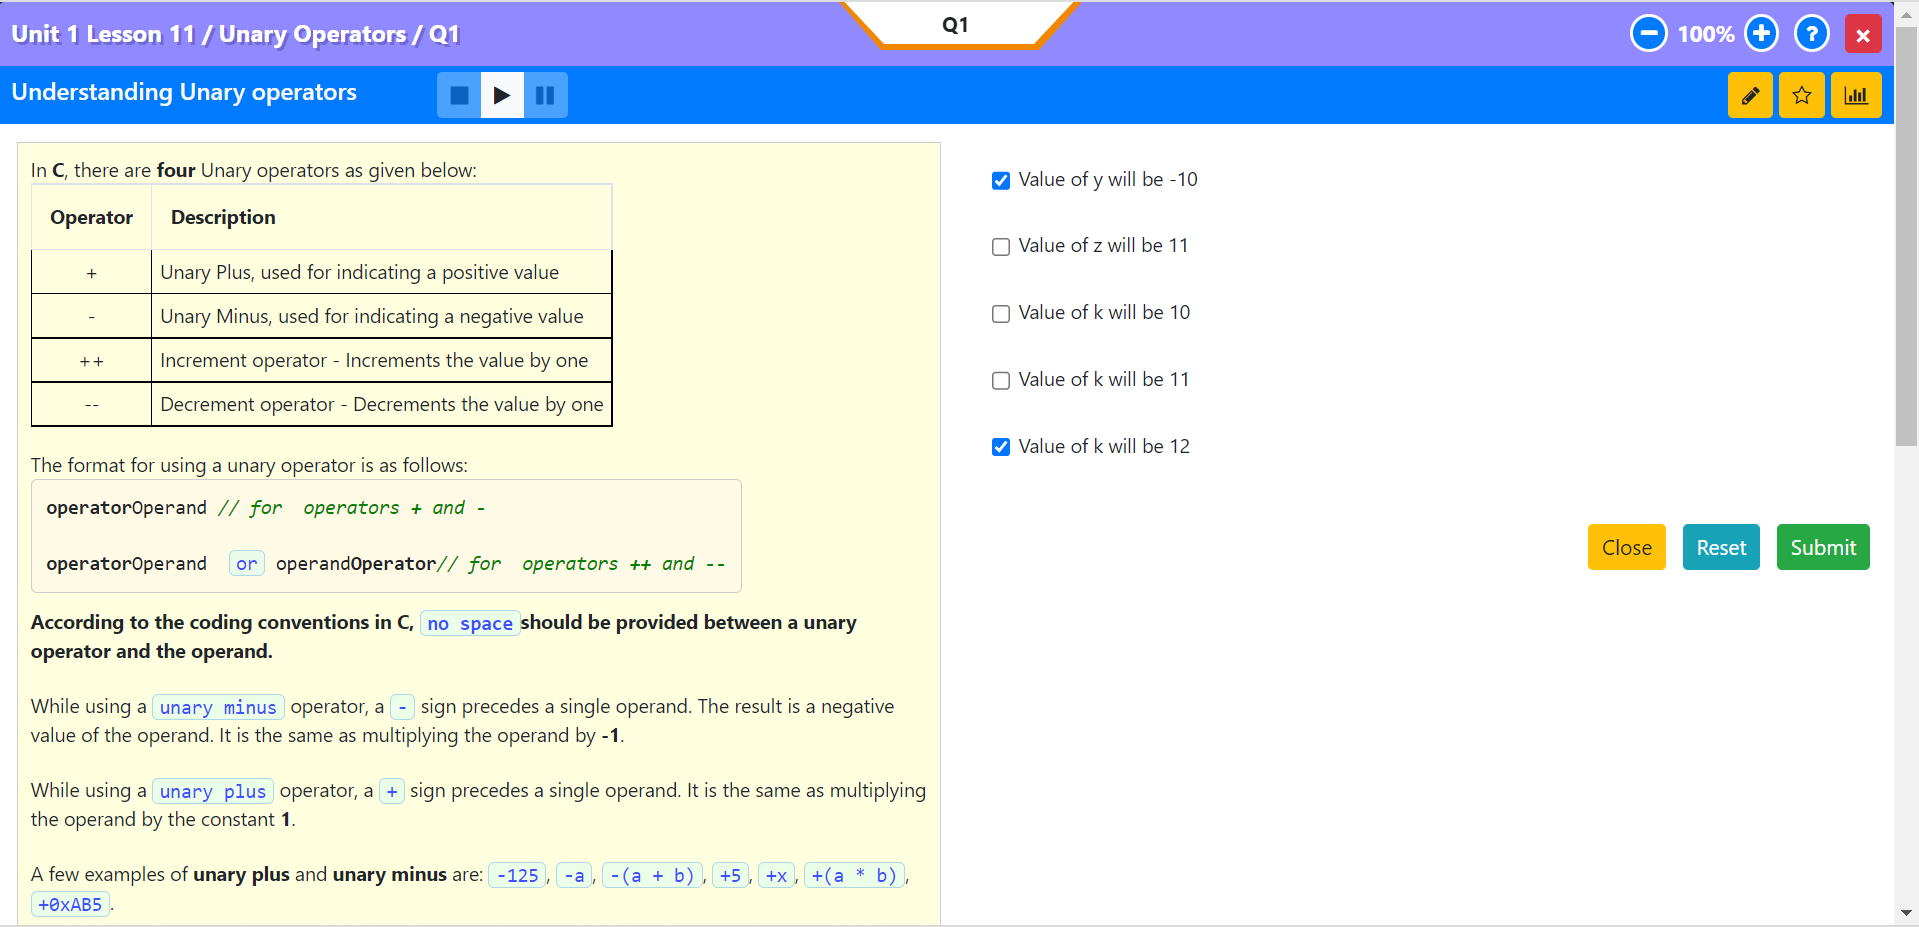 Unit 1 Lesson 11 / Unary Operators / Q1
Q1
100%
?
×
Understanding Unary operators
In C, there are four Unary operators as given below:
Operator Description
+ Unary Plus, used for indicating a positive value
- Unary Minus, used for indicating a negative value
++ Increment operator - Increments the value by one
-- Decrement operator - Decrements the value by one
The format for using a unary operator is as follows:
operatorOperand // for  operators + and -
operatorOperand  or operandOperator// for  operators ++ and --
According to the coding conventions in C, no space should be provided between a unary
operator and the operand.
While using a unary minus operator, a - sign precedes a single operand. The result is a negative
value of the operand. It is the same as multiplying the operand by -1.
While using a unary plus operator, a + sign precedes a single operand. It is the same as multiplying
the operand by the constant 1.
A few examples of unary plus and unary minus are: -125, -a, -(a + b), +5, +x, +(a * b),
+0xAB5.
Value of y will be -10
Value of z will be 11
Value of k will be 10
Value of k will be 11
Value of k will be 12
Close Reset Submit